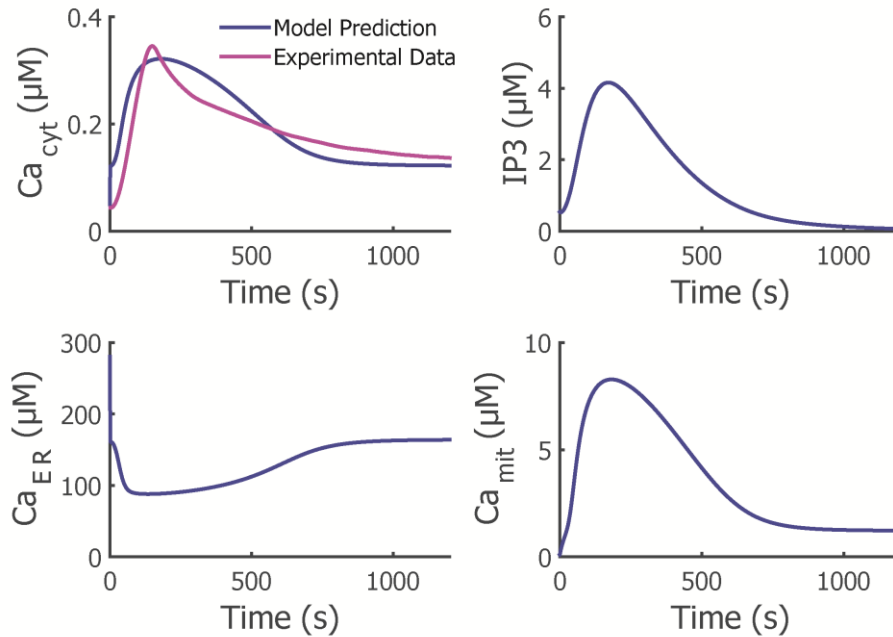 0.4
0.2
0
Ca cyt (µM)
Model Prediction
Experimental Data
0 500 1000
Time (s)
6
4
2
0
IP3 (µM)
0 500 1000
Time (s)
300
200
100
0
Ca ER (µM)
0 500 1000
Time (s)
10
5
0
Ca mit (µM)
0 500 1000
Time (s)